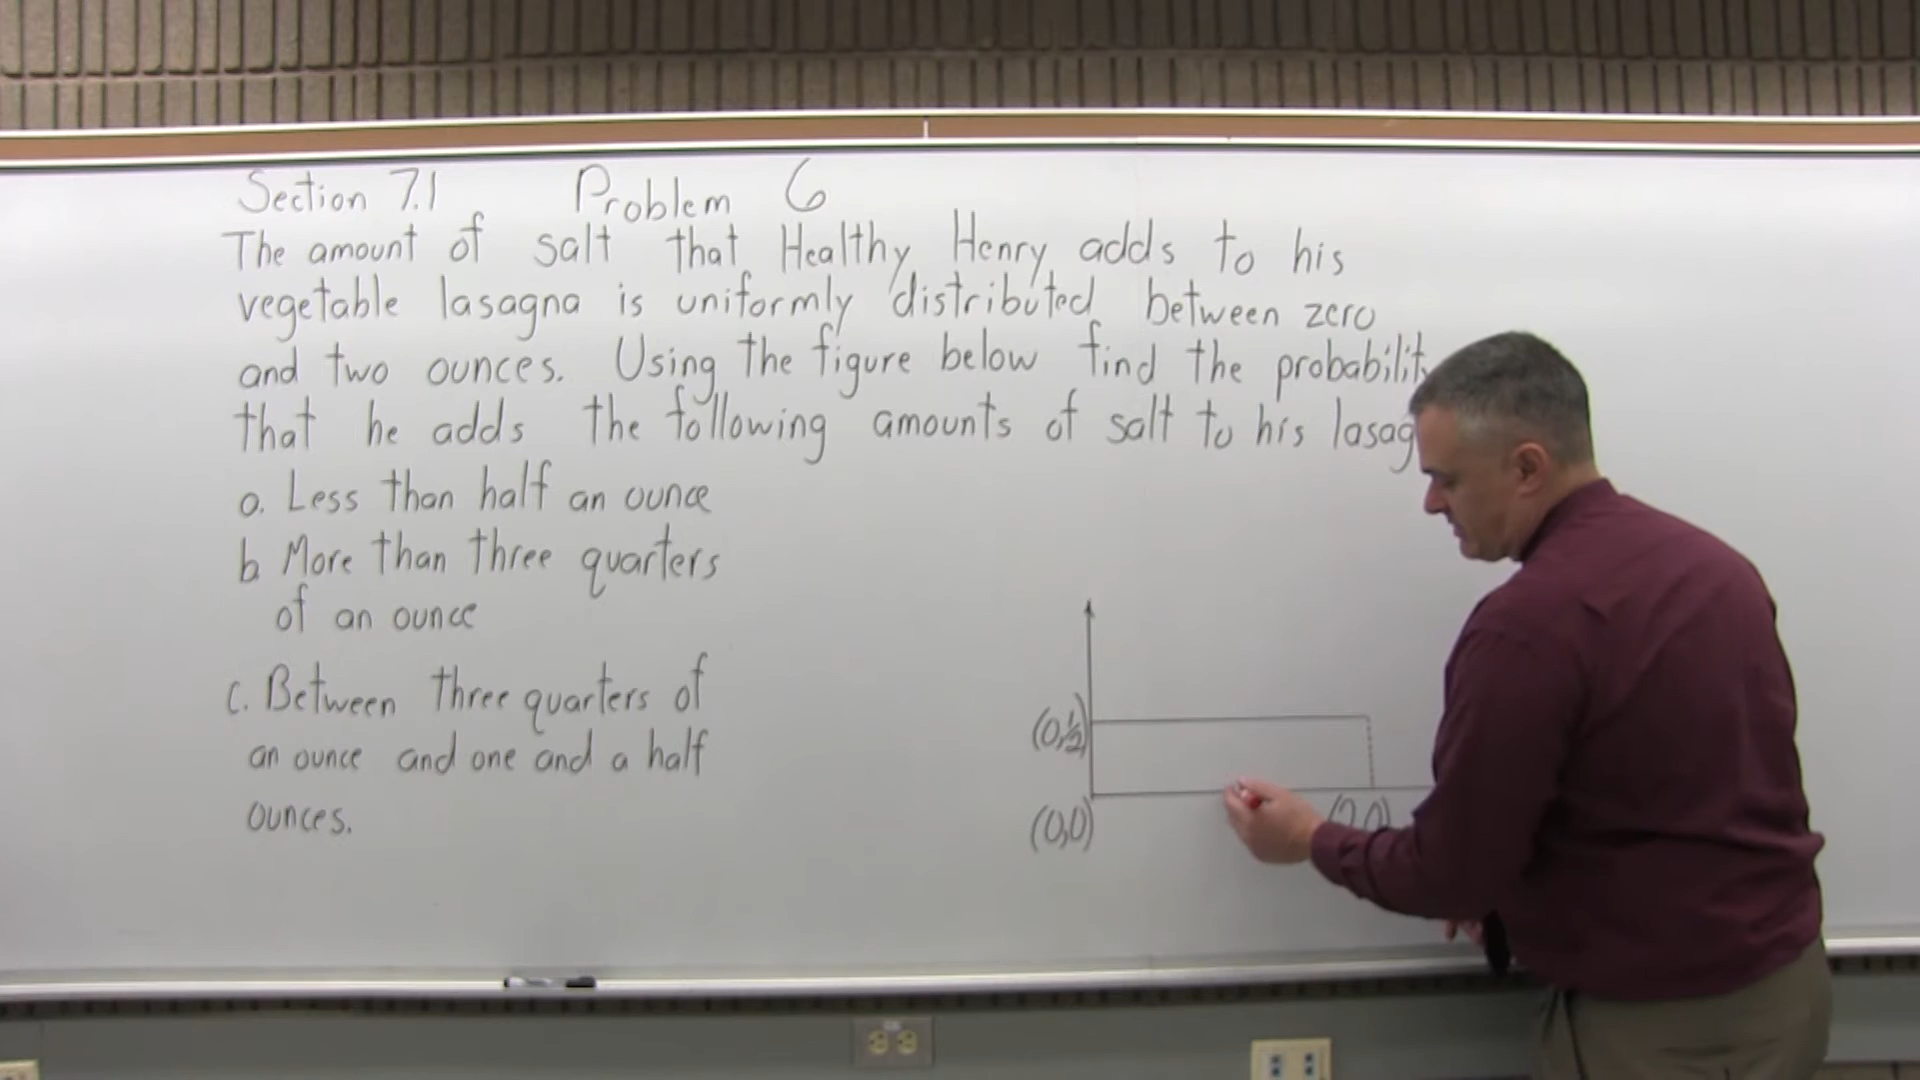 Section 7.1 Problem 6
The amount of salt that Healthy Henry adds to his
vegetable lasagna is uniformly distributed between zero
and two ounces. Using the figure below find the probability
that he adds the following amounts of salt to his lasag
a. Less than half an ounce
b. More than three quarters
of an ounce
c. Between three quarters of
an ounce and one and a half
ounces.
(0,½)
(0,0)
(2,0)